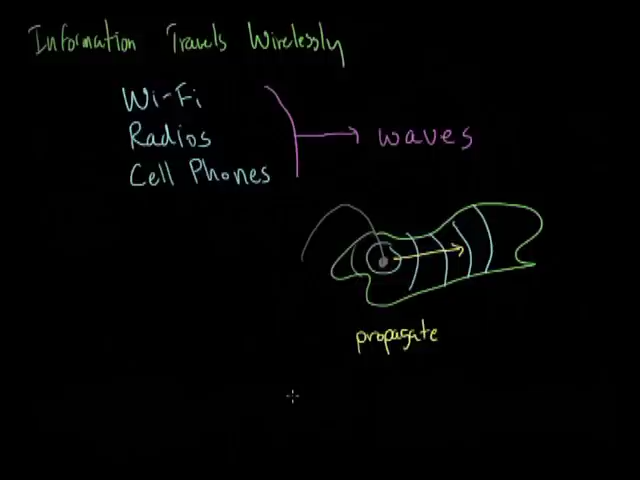 Information Travels Wirelessly
Wi-Fi
Radios
Cell Phones
waves
propagate